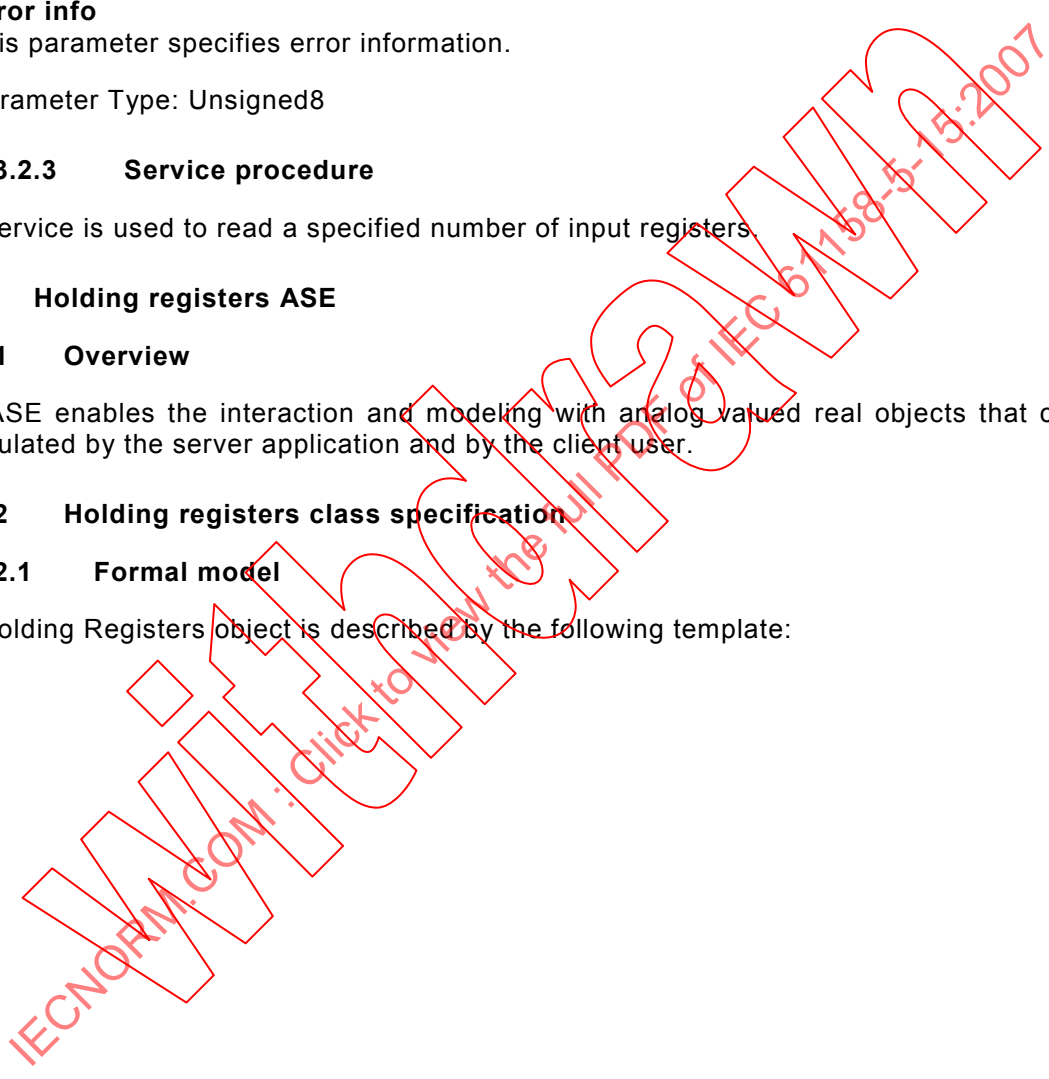 ror info
is parameter specifies error information.
rameter Type: Unsigned8
3.2.3 Service procedure
ervice is used to read a specified number of input registers.
Holding registers ASE
1 Overview
ASE enables the interaction and modeling with analog valued real objects that c
ulated by the server application and by the client user.
2 Holding registers class specification
2.1 Formal model
olding Registers object is described by the following template:
withdrawn
IECNORM.COM : Click to view the full PDF of IEC 61158-5-15:2007